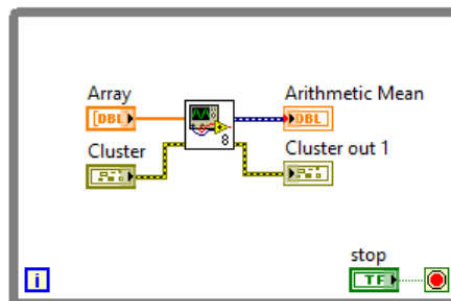 Array
Arithmetic Mean
[DBL]
DBL
8
Cluster
Cluster out 1
stop
TF
i